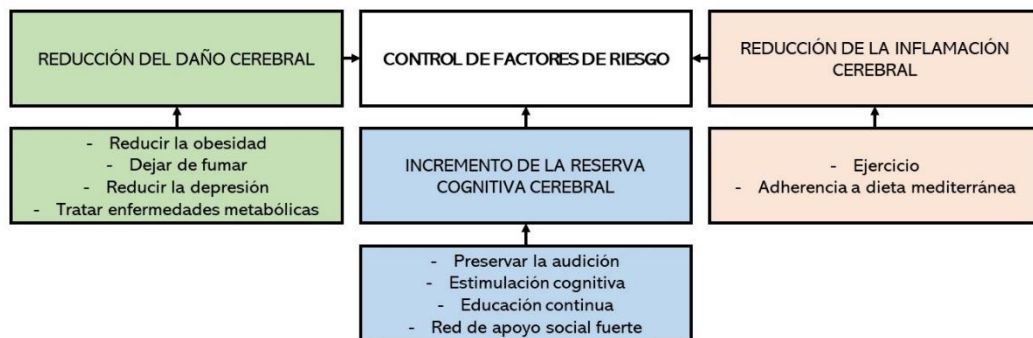 REDUCCIÓN DEL DAÑO CEREBRAL
CONTROL DE FACTORES DE RIESGO
REDUCCIÓN DE LA INFLAMACIÓN
CEREBRAL
- Reducir la obesidad
- Dejar de fumar
- Reducir la depresión
- Tratar enfermedades metabólicas
INCREMENTO DE LA RESERVA
COGNITIVA CEREBRAL
- Ejercicio
- Adherencia a dieta mediterránea
- Preservar la audición
- Estimulación cognitiva
- Educación continua
- Red de apoyo social fuerte